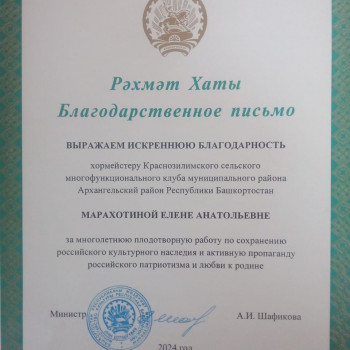 Рәхмәт Хаты
Благодарственное письмо
ВЫРАЖАЕМ ИСКРЕННЮЮ БЛАГОДАРНОСТЬ
хормейстеру Краснозилимского сельского
многофункционального клуба муниципального района
Архангельский район Республики Башкортостан
МАРАХОТИНОЙ ЕЛЕНЕ АНАТОЛЬЕВНЕ
за многолетнюю плодотворную работу по сохранению
российского культурного наследия и активную пропаганду
российского патриотизма и любви к родине
Министр А.И. Шафикова
2024 год